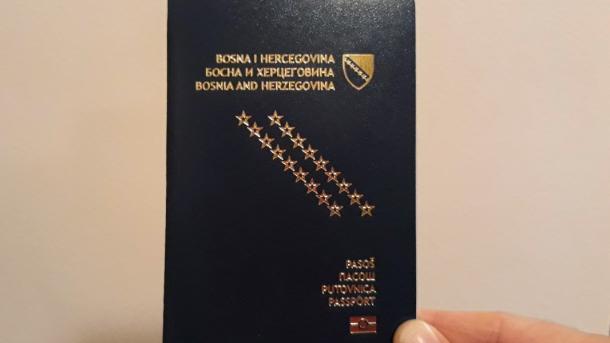 BOSNA I HERCEGOVINA
БОСНА И ХЕРЦЕГОВИНА
BOSNIA AND HERZEGOVINA
PASOŠ
ПАСОШ
PUTOVNICA
PASSPORT